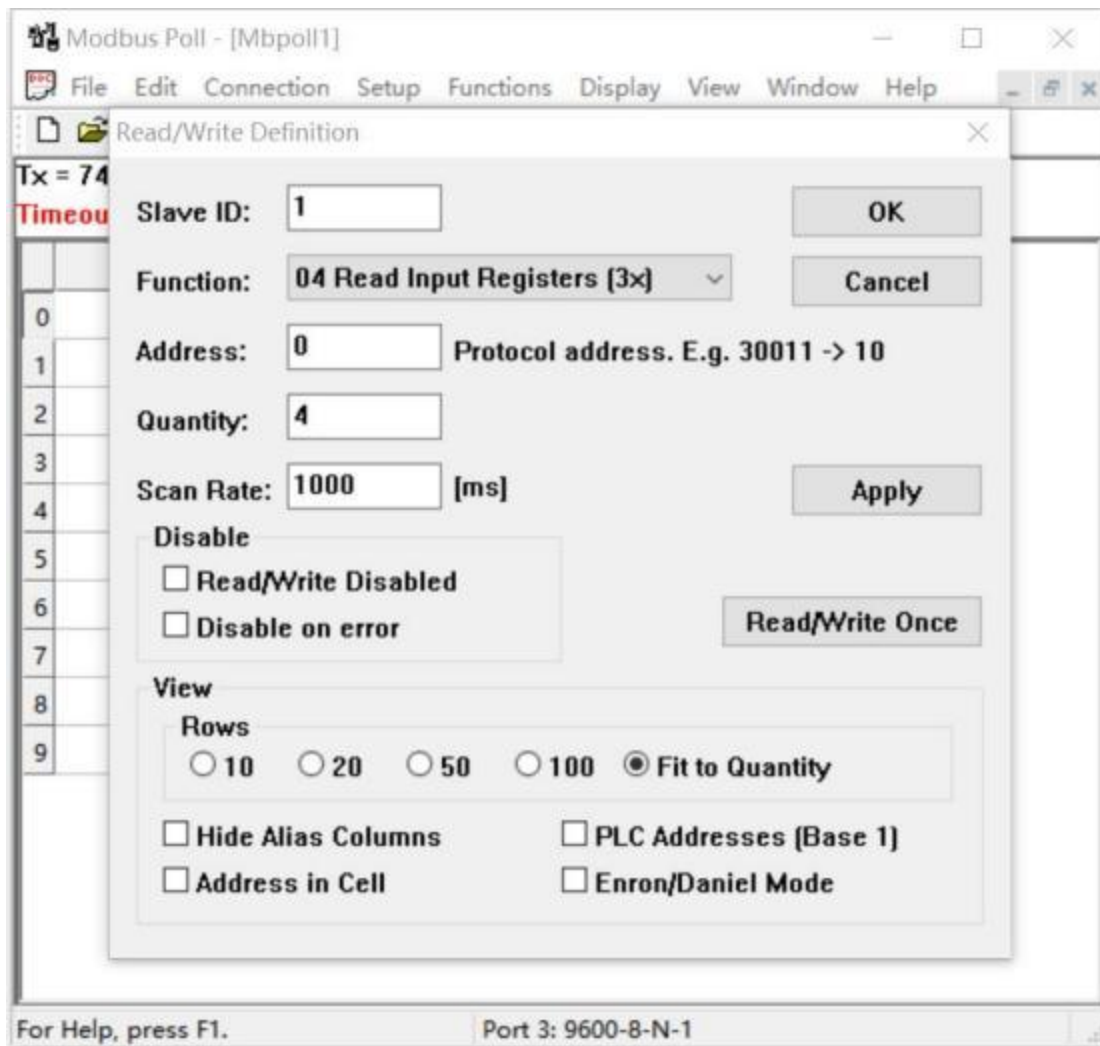 Modbus Poll - [Mbpoll1]
File Edit Connection Setup Functions Display View Window Help
Read/Write Definition
Tx = 74
Slave ID: 1 OK
Function: 04 Read Input Registers (3x) Cancel
0
Address: 0 Protocol address. E.g. 30011 -> 10
1
2
Quantity: 4
3
Scan Rate: 1000 [ms] Apply
4
Disable
5
Read/Write Disabled
6
Disable on error Read/Write Once
7
View
8
Rows
9
10 20 50 100 Fit to Quantity
Hide Alias Columns PLC Addresses (Base 1)
Address in Cell Enron/Daniel Mode
For Help, press F1. Port 3: 9600-8-N-1